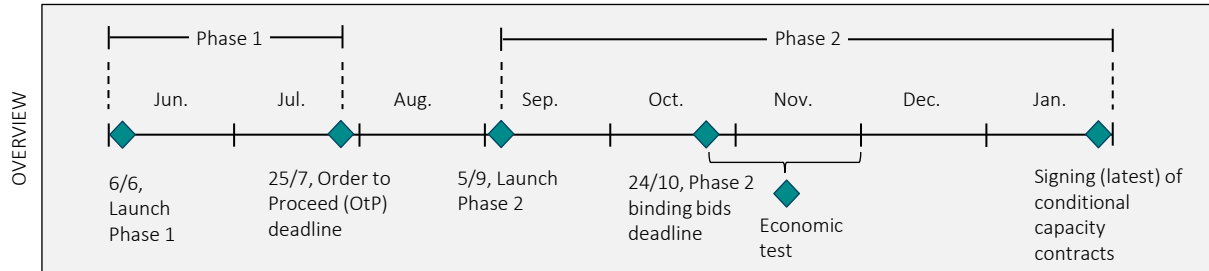 OVERVIEW
Phase 1
Phase 2
Jun.
Jul.
Aug.
Sep.
Oct.
Nov.
Dec.
Jan.
6/6,
Launch
Phase 1
25/7, Order to
Proceed (OtP)
deadline
5/9, Launch
Phase 2
24/10, Phase 2
binding bids
deadline
Economic
test
Signing (latest) of
conditional
capacity
contracts